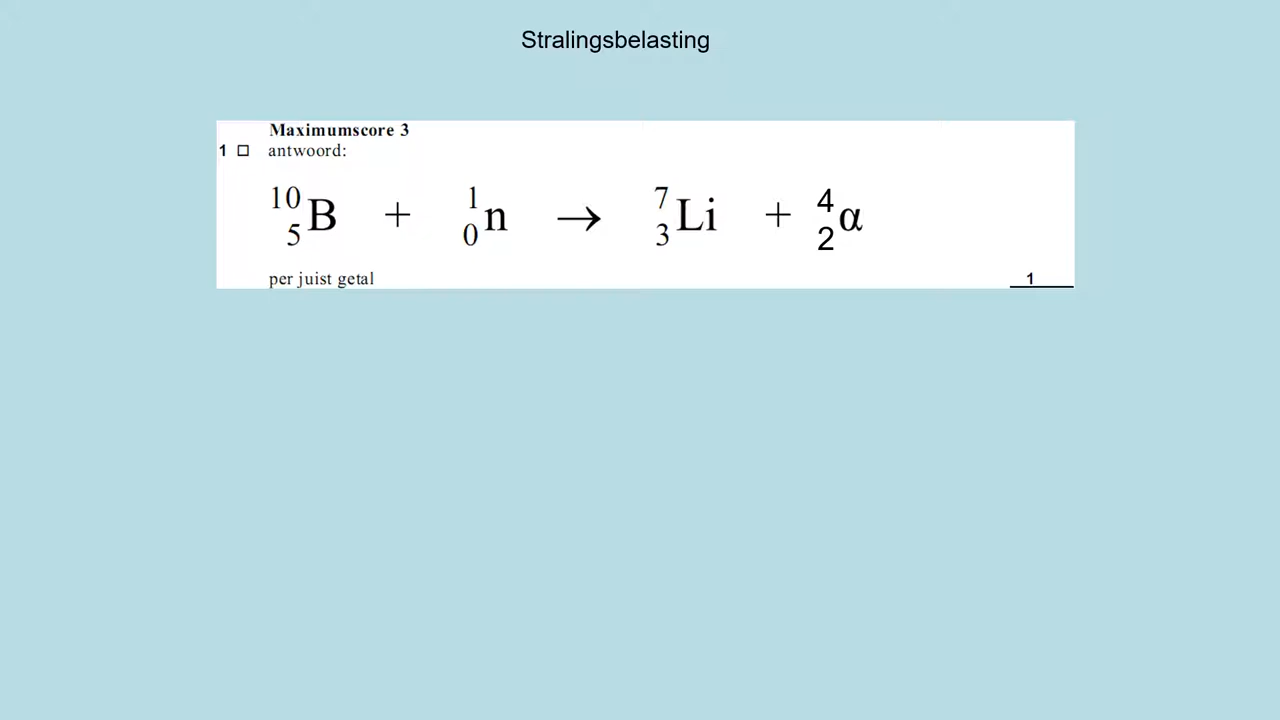 Stralingsbelasting
Maximumscore 3
1 □ antwoord:
¹⁰₅B + ¹₀n → ⁷₃Li + ⁴₂α
per juist getal 1